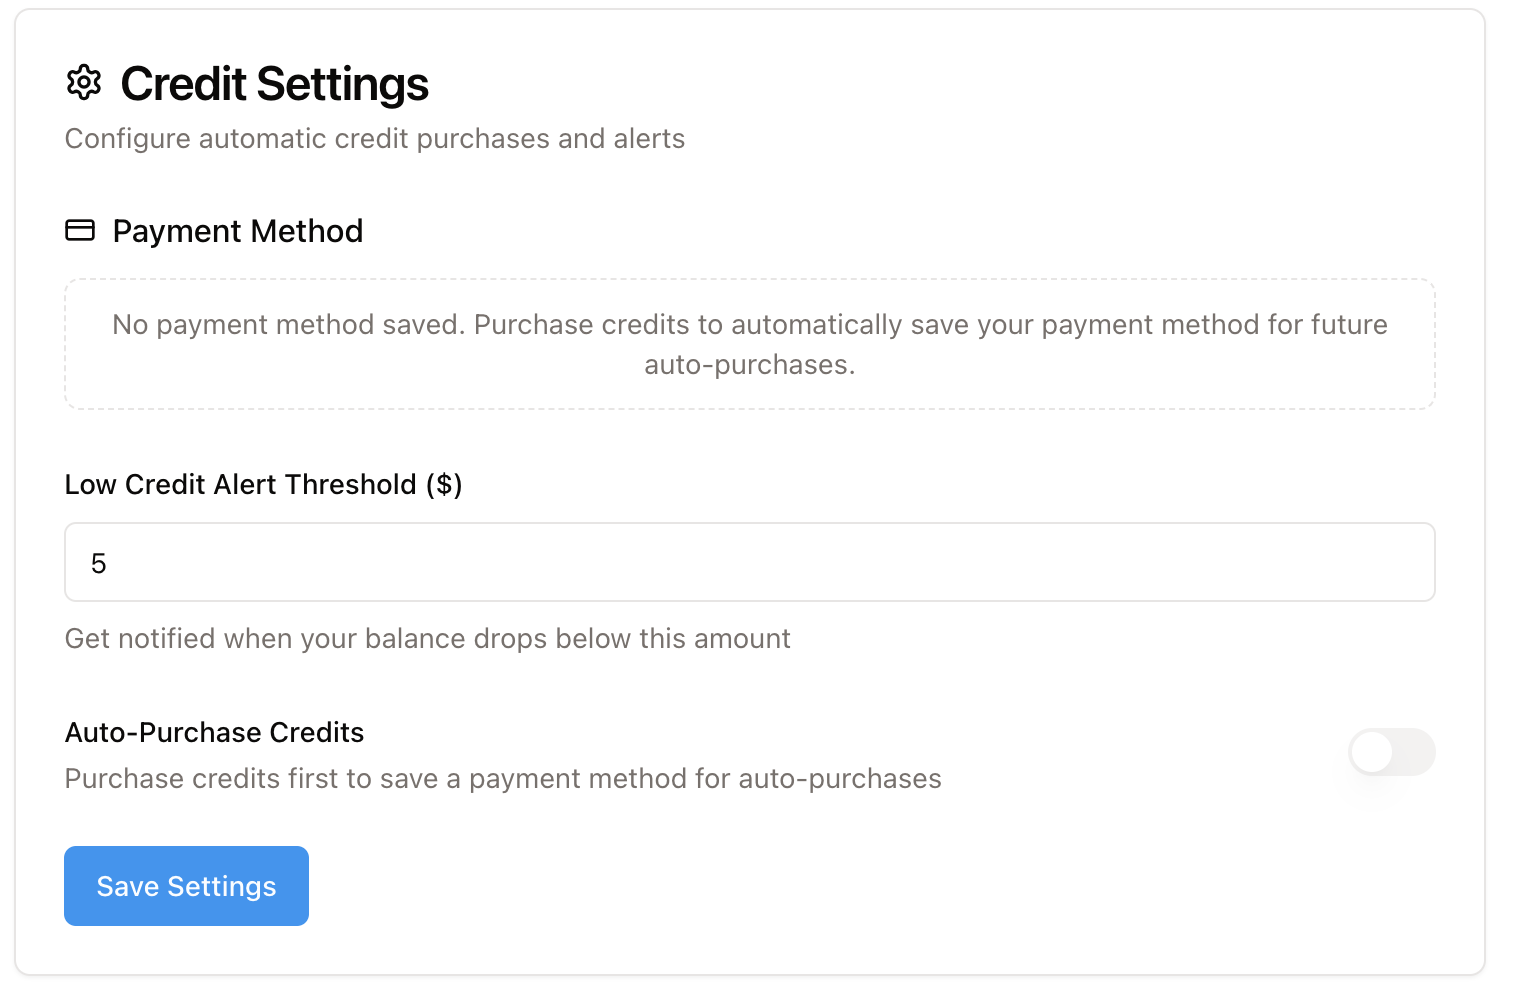 Credit Settings
Configure automatic credit purchases and alerts
Payment Method
No payment method saved. Purchase credits to automatically save your payment method for future
auto-purchases.
Low Credit Alert Threshold ($)
5
Get notified when your balance drops below this amount
Auto-Purchase Credits
Purchase credits first to save a payment method for auto-purchases
Save Settings